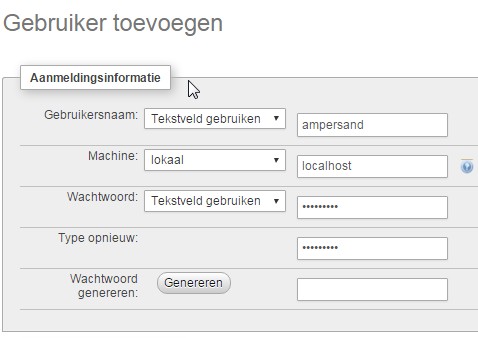 Gebruiker toevoegen
Aanmeldingsinformatie
Gebruikersnaam: Tekstveld gebruiken ampersand
Machine: lokaal localhost
Wachtwoord: Tekstveld gebruiken •••••••••
Type opnieuw: •••••••••
Wachtwoord
genereren: Genereren